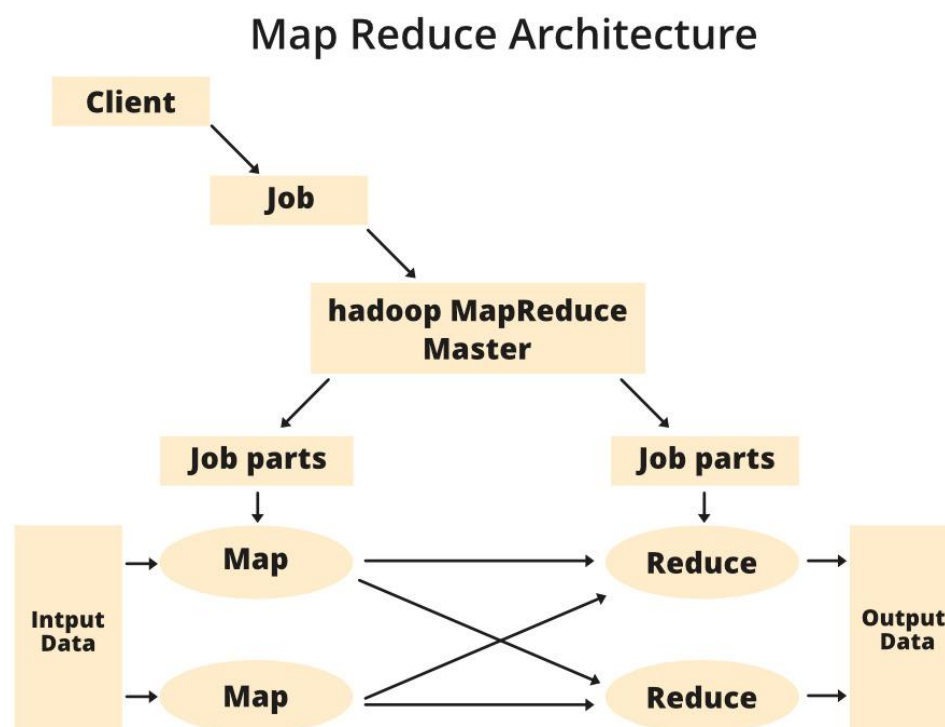 Map Reduce Architecture
Client
Job
hadoop MapReduce
Master
Job parts
Job parts
Map
Reduce
Intput
Data
Output
Data
Map
Reduce